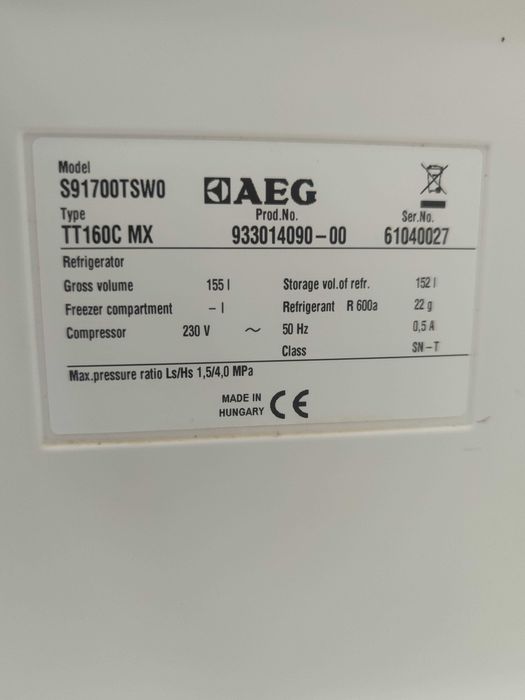 Model
S91700TSW0
AEG
Type
Prod.No.
Ser.No.
TT160C MX
933014090-00
61040027
Refrigerator
Gross volume 155 l
Storage vol.of refr. 152 l
Freezer compartment - l
Refrigerant R 600a 22 g
Compressor 230 V ~ 50 Hz 0,5 A
Class SN-T
Max.pressure ratio Ls/Hs 1,5/4,0 MPa
MADE IN
HUNGARY CE